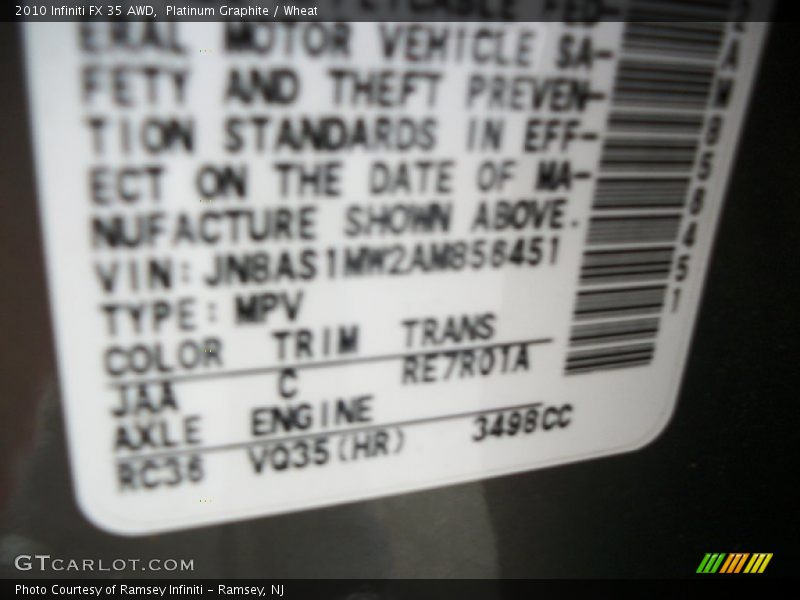 2010 Infiniti FX 35 AWD, Platinum Graphite / Wheat
ERAL MOTOR VEHICLE SA-
FETY AND THEFT PREVEN-
TION STANDARDS IN EFF-
ECT ON THE DATE OF MA-
NUFACTURE SHOWN ABOVE.
VIN: JN8AS1MW2AM858451
TYPE: MPV
COLOR TRIM TRANS
JAA C RE7R01A
AXLE ENGINE
RC36 VQ35(HR) 3498CC
GTCARLOT.COM
Photo Courtesy of Ramsey Infiniti - Ramsey, NJ